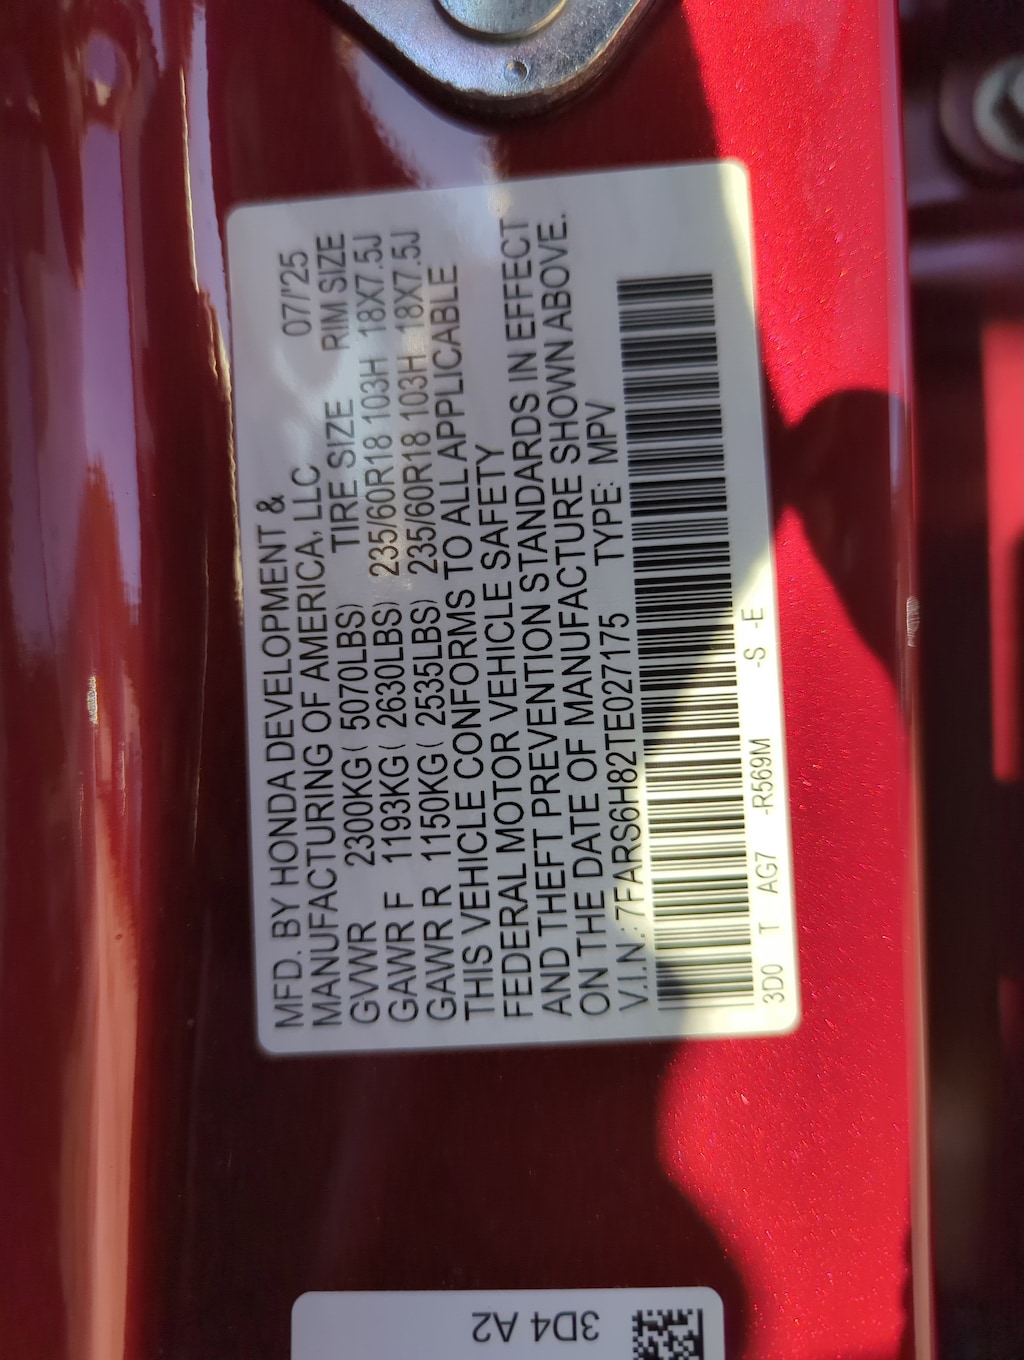 MFD. BY HONDA DEVELOPMENT &
MANUFACTURING OF AMERICA, LLC 07/25
TIRE SIZE RIM SIZE
GVWR 2300KG ( 5070LBS)
GAWR F 1193KG ( 2630LBS) 235/60R18 103H 18X7.5J
GAWR R 1150KG ( 2535LBS) 235/60R18 103H 18X7.5J
THIS VEHICLE CONFORMS TO ALL APPLICABLE
FEDERAL MOTOR VEHICLE SAFETY
AND THEFT PREVENTION STANDARDS IN EFFECT
ON THE DATE OF MANUFACTURE SHOWN ABOVE.
V.I.N.:7FARS6H82TE027175 TYPE: MPV
3D0 T AG7 -R569M -S -E
3D4 A2